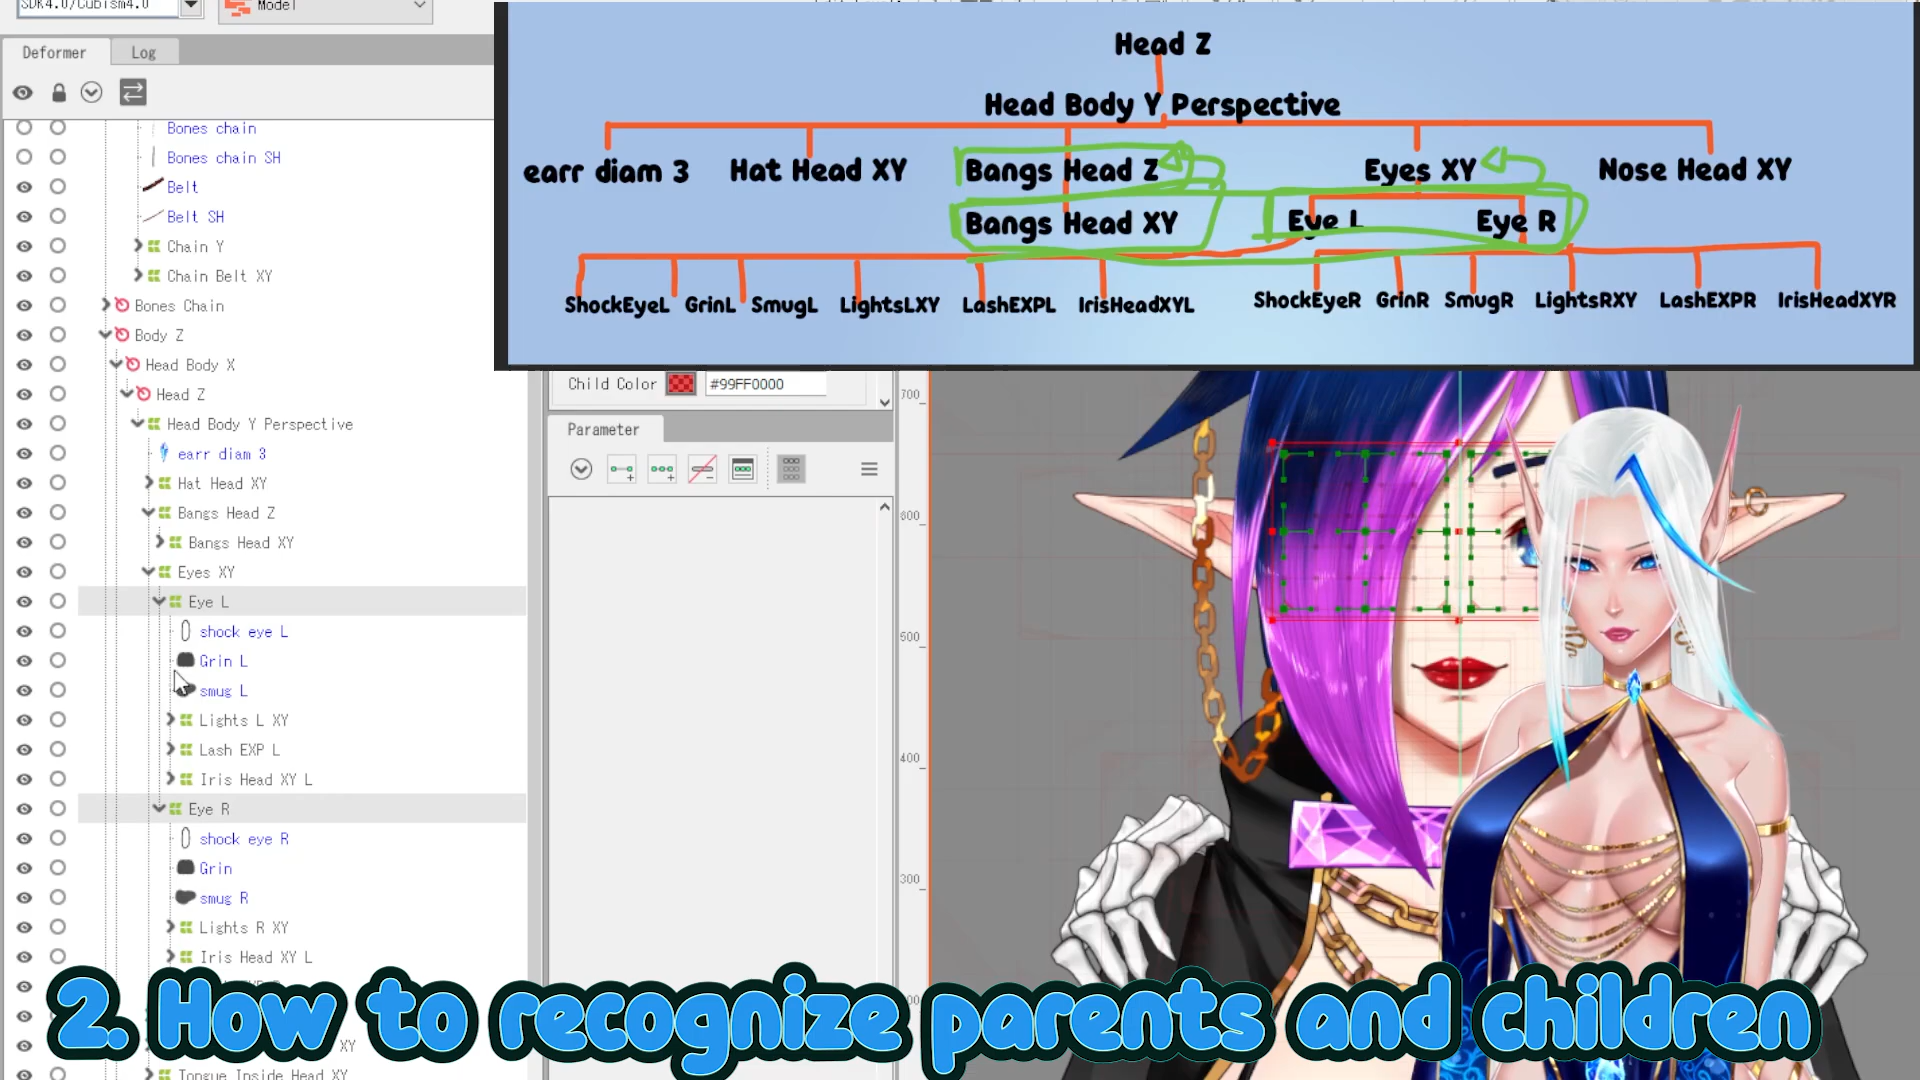 SDK4.0/Cubism4.0
Model
Deformer
Log
Bones chain
Bones chain SH
Belt
Belt SH
Chain Y
Chain Belt XY
Bones Chain
Body Z
Head Body X
Head Z
Head Body Y Perspective
earr diam 3
Hat Head XY
Bangs Head Z
Bangs Head XY
Eyes XY
Eye L
shock eye L
Grin L
smug L
Lights L XY
Lash EXP L
Iris Head XY L
Eye R
shock eye R
Grin
smug R
Lights R XY
Iris Head XY L
XY
Tongue Inside Head XY
Head Z
Head Body Y Perspective
earr diam 3 Hat Head XY Bangs Head Z Eyes XY Nose Head XY
Bangs Head XY Eye L Eye R
ShockEyeL GrinL SmugL LightsLXY LashEXPL IrisHeadXYL ShockEyeR GrinR SmugR LightsRXY LashEXPR IrisHeadXYR
Child Color #99FF0000
Parameter
700
600
500
400
300
2. How to recognize parents and children